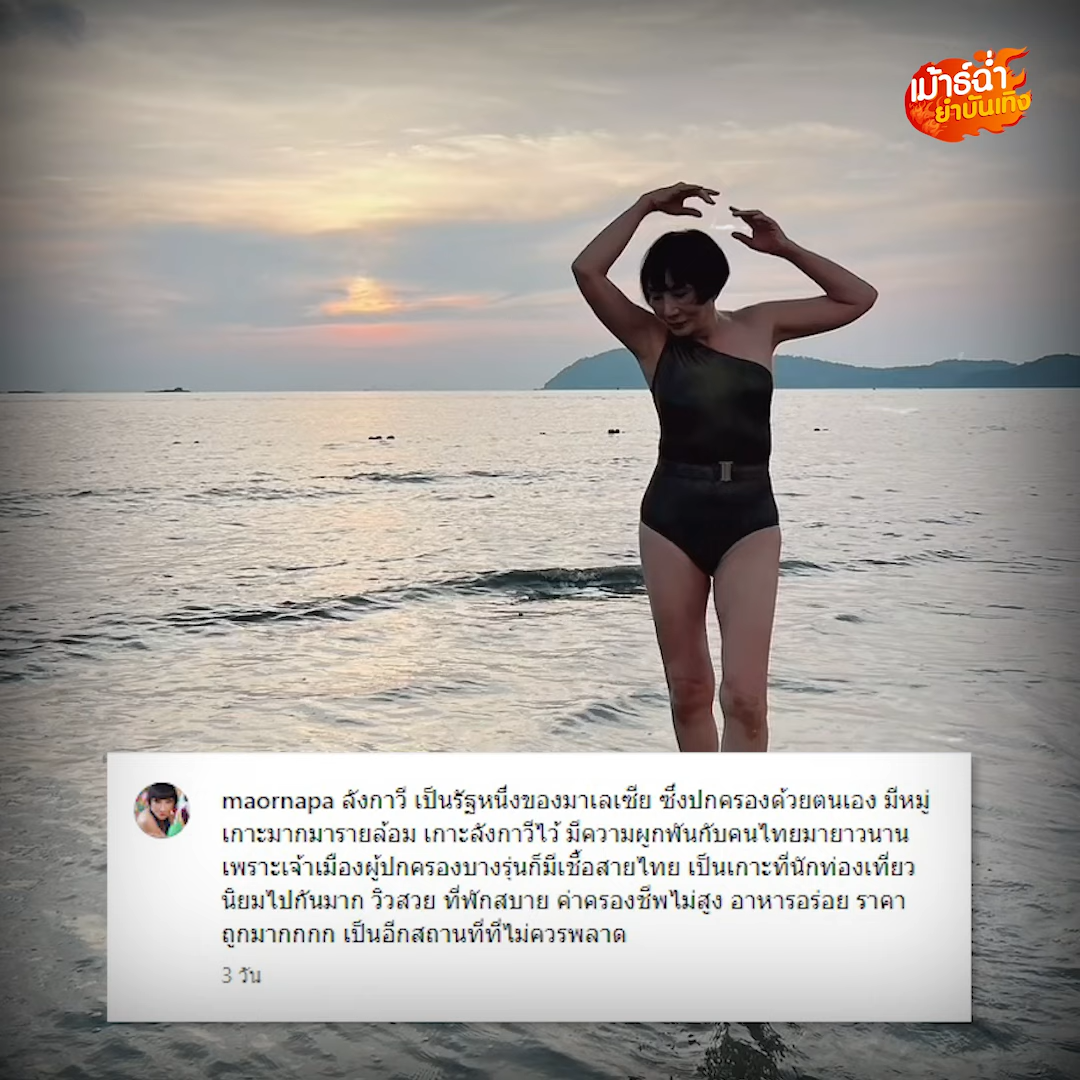 เม้าธ์ฉ่ำ
ยำบันเทิง
maornapa ลังกาวี เป็นรัฐหนึ่งของมาเลเซีย ซึ่งปกครองด้วยตนเอง มีหมู่
เกาะมากมารายล้อม เกาะลังกาวีไว้ มีความผูกพันกับคนไทยมายาวนาน
เพราะเจ้าเมืองผู้ปกครองบางรุ่นก็มีเชื้อสายไทย เป็นเกาะที่นักท่องเที่ยว
นิยมไปกันมาก วิวสวย ที่พักสบาย ค่าครองชีพไม่สูง อาหารอร่อย ราคา
ถูกมากกกก เป็นอีกสถานที่ที่ไม่ควรพลาด
3 วัน